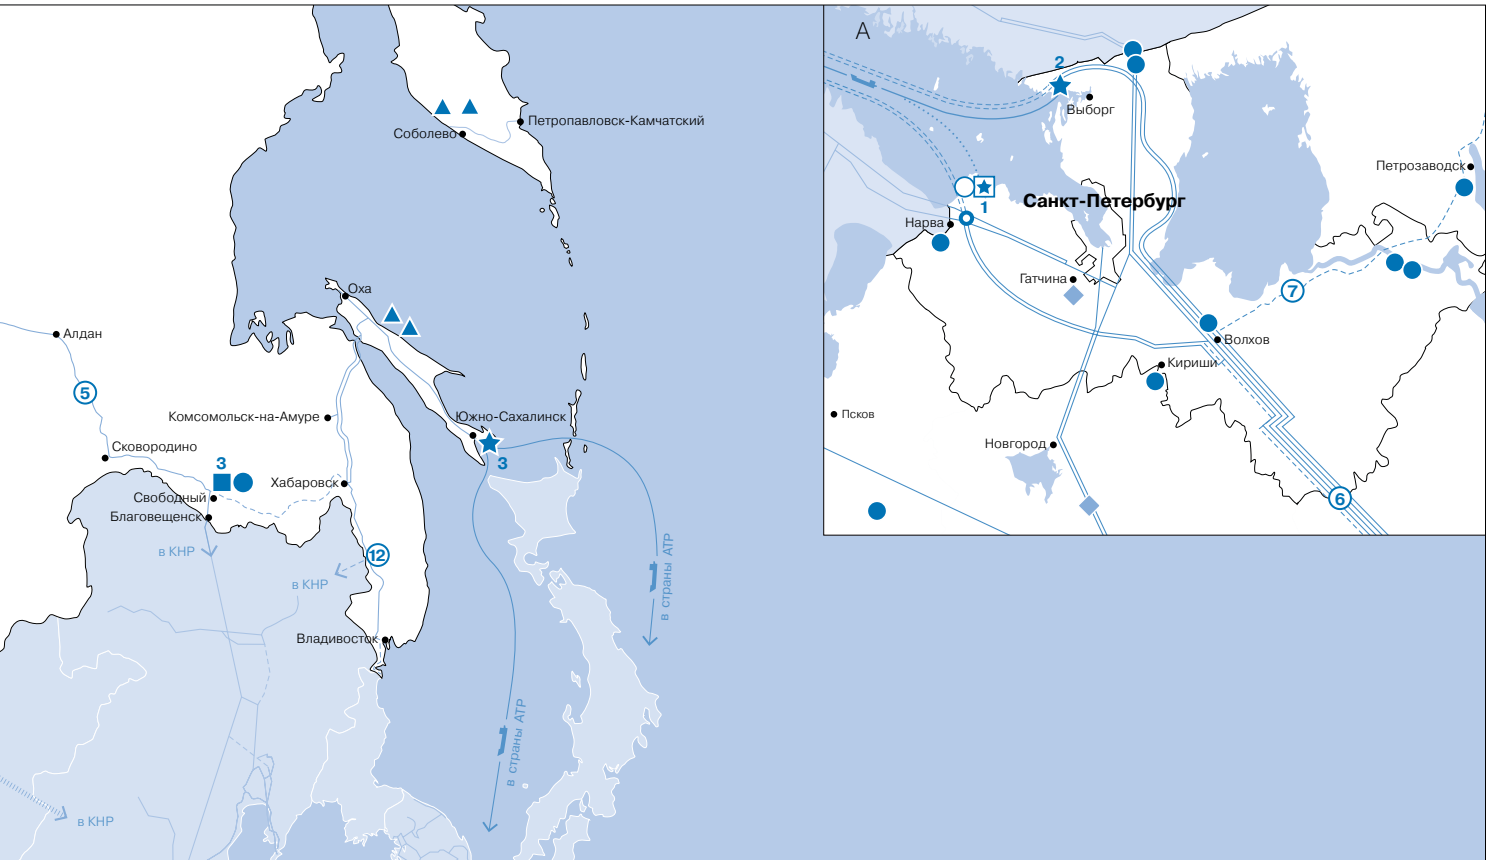 Соболево
Петропавловск-Камчатский
Оха
Алдан
5
Комсомольск-на-Амуре
Южно-Сахалинск
3
Сковородино
3
Хабаровск
Свободный
Благовещенск
в КНР
12
в КНР
Владивосток
в страны АТР
в страны АТР
в КНР
А
2
Выборг
Петрозаводск
1
Санкт-Петербург
Нарва
Гатчина
7
Волхов
Кириши
Псков
Новгород
6